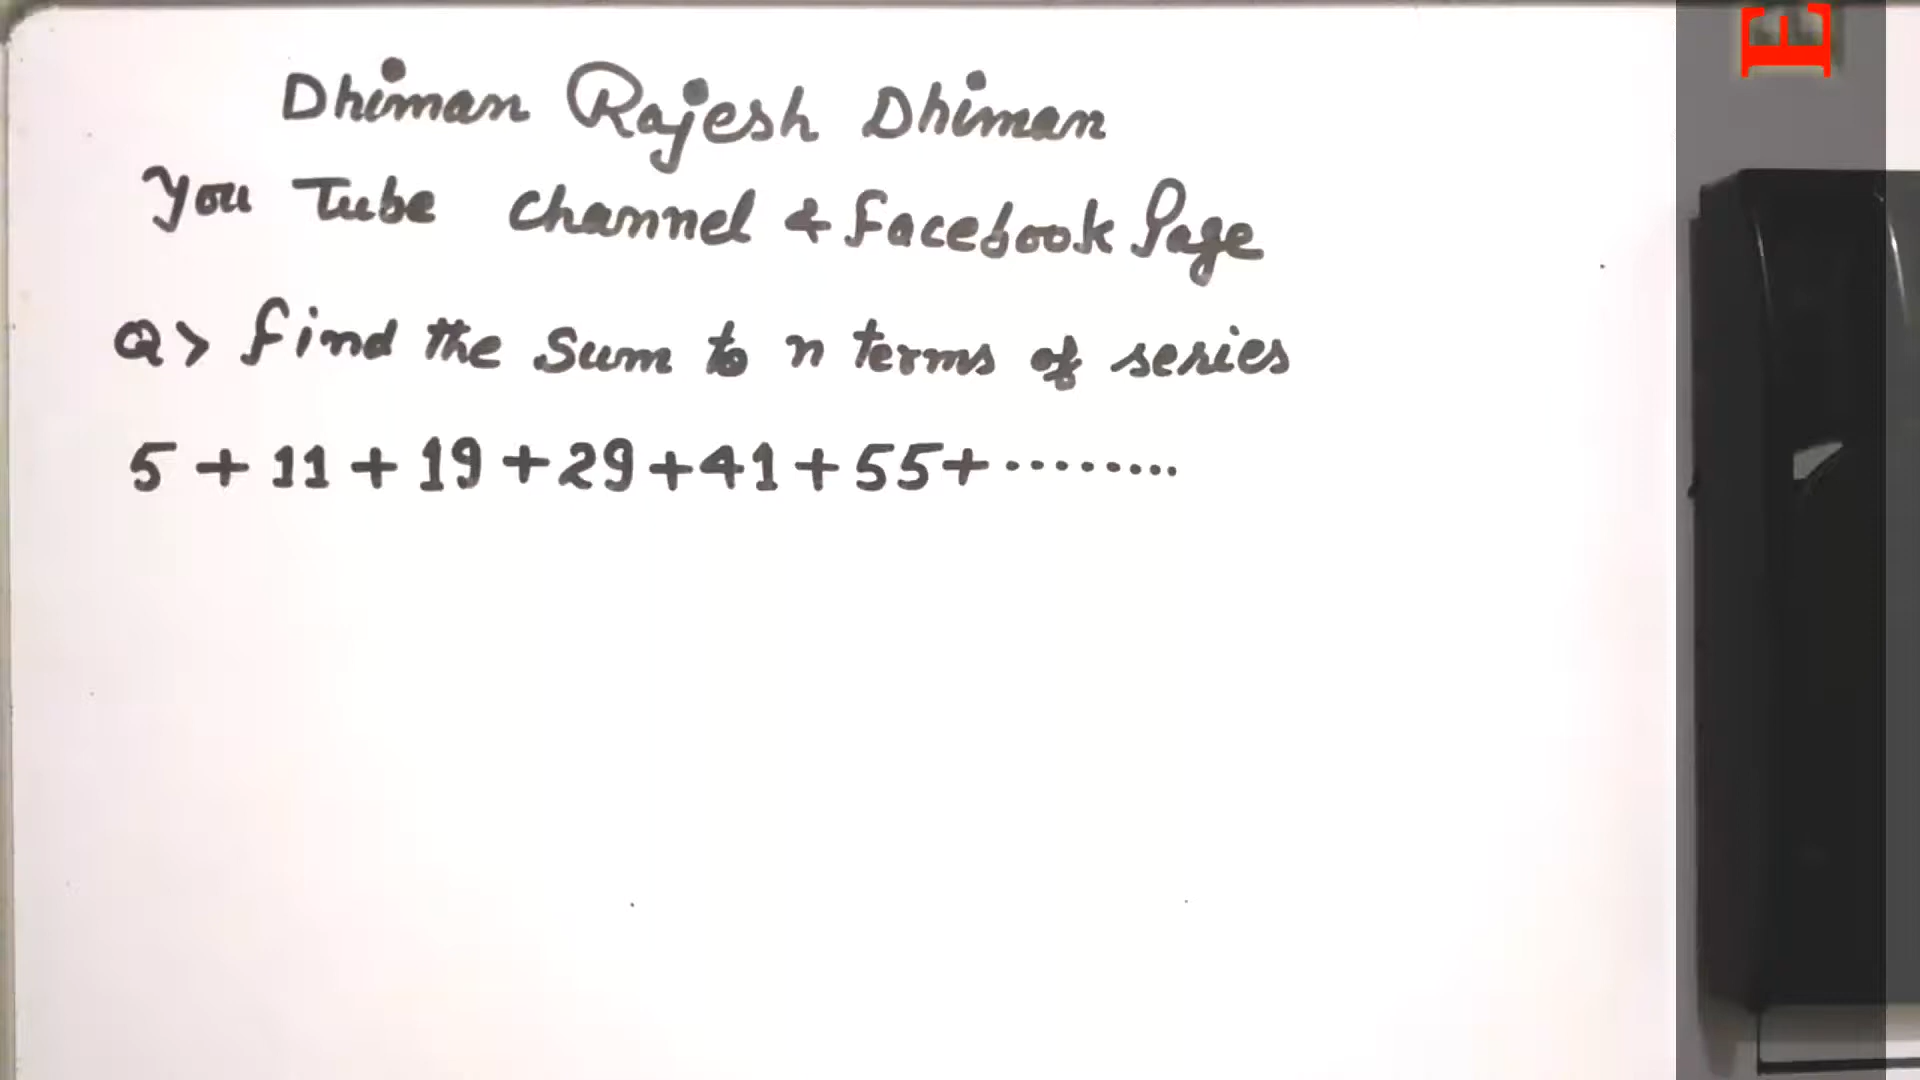 Dhiman Rajesh Dhiman
You Tube Channel & Facebook Page
Q> Find the Sum to n terms of series
5 + 11 + 19 + 29 + 41 + 55 + ........
E